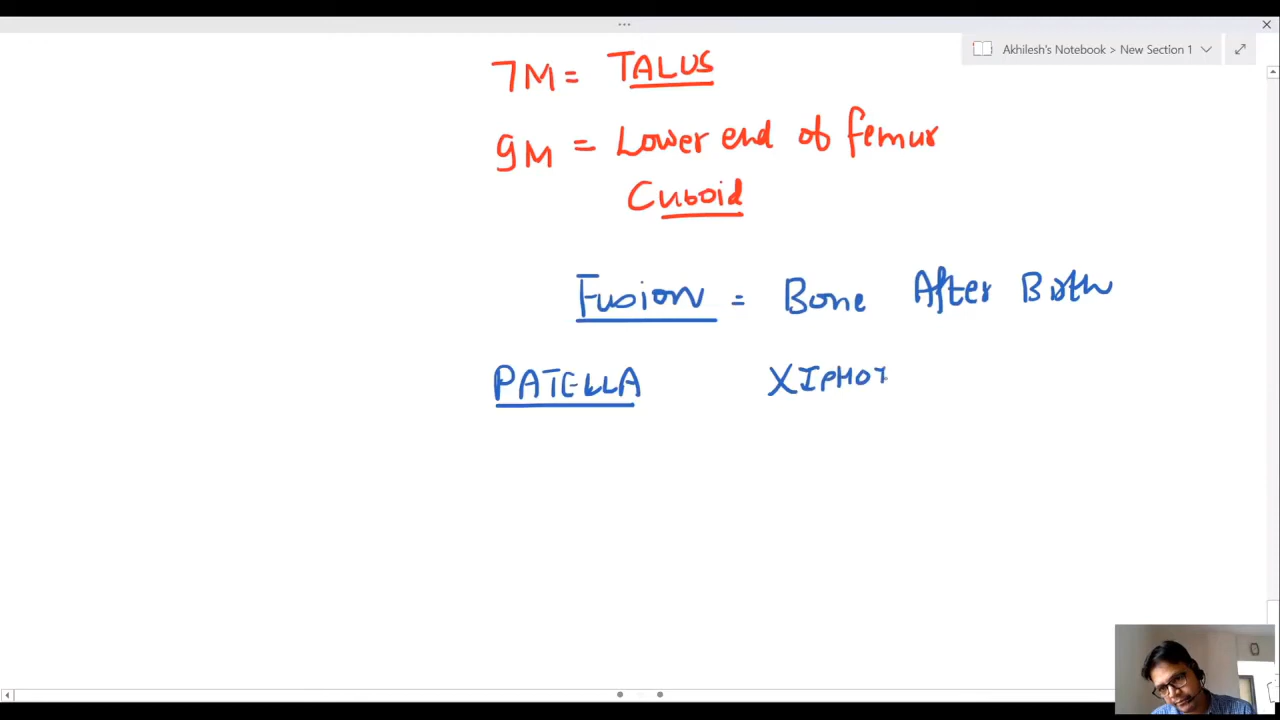 Akhilesh's Notebook > New Section 1
7M = TALUS
9M = Lower end of femur
Cuboid
Fusion = Bone After Birth
PATELLA XIPHOI